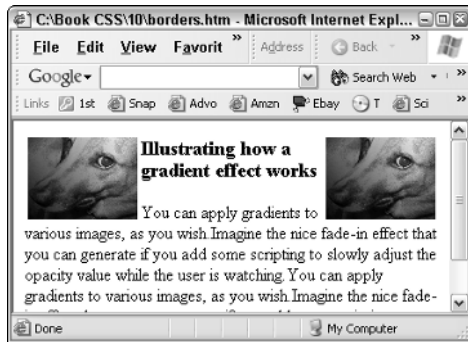 C:\Book CSS\10\borders.htm - Microsoft Internet Expl...
File Edit View Favorit » Address Back »
Google Search Web »
Links 1st Snap Advo Amzn Ebay T Sci »
Illustrating how a
gradient effect works
You can apply gradients to
various images, as you wish.Imagine the nice fade-in effect that
you can generate if you add some scripting to slowly adjust the
opacity value while the user is watching.You can apply
gradients to various images, as you wish.Imagine the nice fade-
Done My Computer